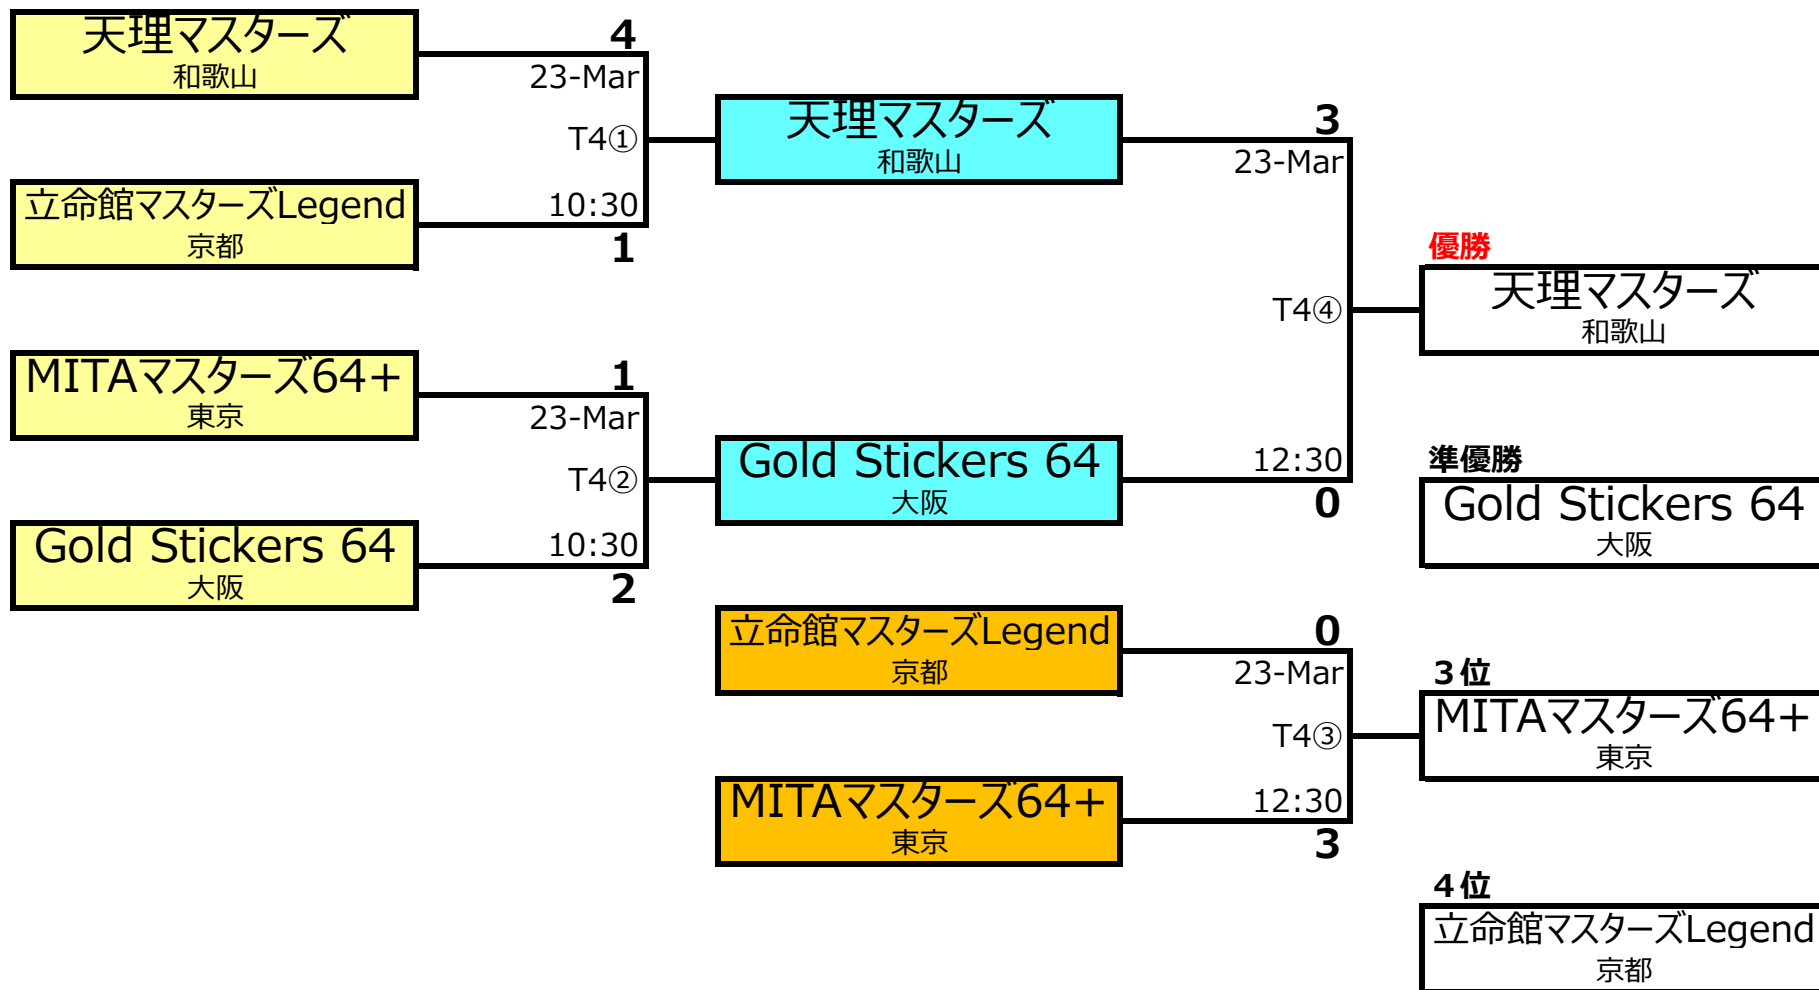 天理マスターズ
和歌山
4
23-Mar
T4①
立命館マスターズLegend
京都
10:30
1
MITAマスターズ64+
東京
1
23-Mar
T4②
Gold Stickers 64
大阪
10:30
2
天理マスターズ
和歌山
3
23-Mar
T4④
Gold Stickers 64
大阪
12:30
0
立命館マスターズLegend
京都
0
23-Mar
T4③
MITAマスターズ64+
東京
12:30
3
優勝
天理マスターズ
和歌山
準優勝
Gold Stickers 64
大阪
3位
MITAマスターズ64+
東京
4位
立命館マスターズLegend
京都